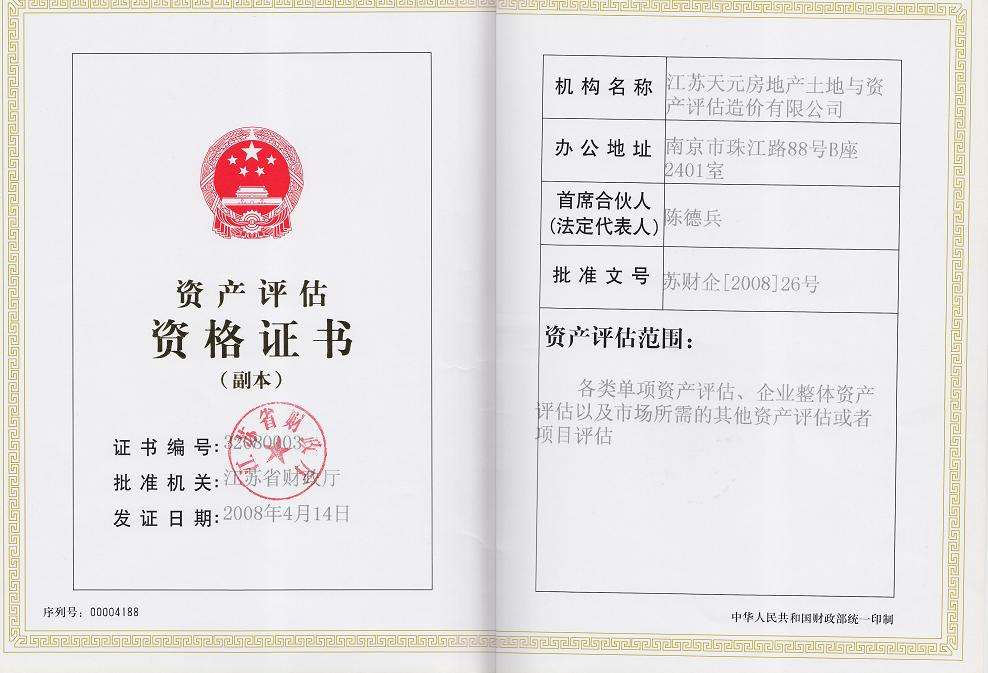 资产评估
资格证书
（副本）
证书编号：32080003
批准机关：江苏省财政厅
发证日期：2008年4月14日
江苏省财政厅
序列号：00004188
机构名称
江苏天元房地产土地与资
产评估造价有限公司
办公地址
南京市珠江路88号B座
2401室
首席合伙人
(法定代表人)
陈德兵
批准文号
苏财企[2008]26号
资产评估范围：
各类单项资产评估、企业整体资产
评估以及市场所需的其他资产评估或者
项目评估
中华人民共和国财政部统一印制